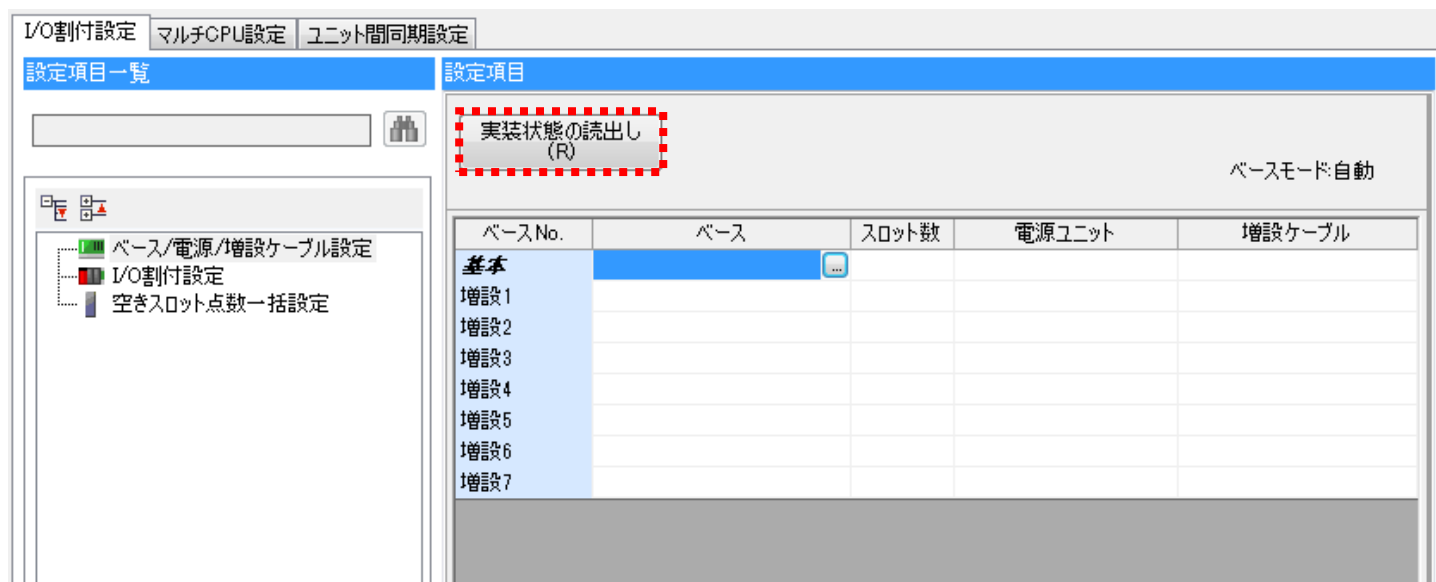 I/O割付設定 マルチCPU設定 ユニット間同期設定
設定項目一覧
設定項目
実装状態の読出し
(R)
ベースモード:自動
ベース/電源/増設ケーブル設定
I/O割付設定
空きスロット点数一括設定
ベースNo. ベース スロット数 電源ユニット 増設ケーブル
基本 ...
増設1
増設2
増設3
増設4
増設5
増設6
増設7